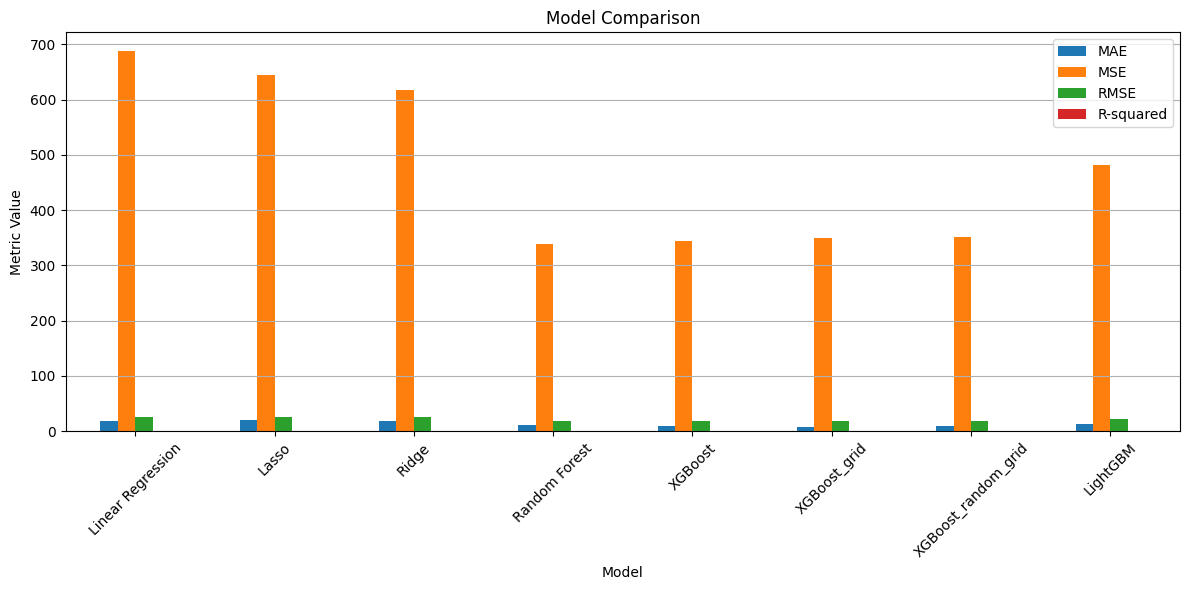 Model Comparison
Metric Value
700
600
500
400
300
200
100
0
MAE
MSE
RMSE
R-squared
Linear Regression
Lasso
Ridge
Random Forest
XGBoost
XGBoost_grid
XGBoost_random_grid
LightGBM
Model